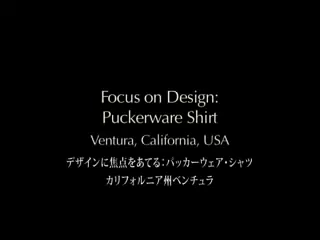 Focus on Design:
Puckerware Shirt
Ventura, California, USA
デザインに焦点をあてる：パッカーウェア・シャツ
カリフォルニア州ベンチュラ